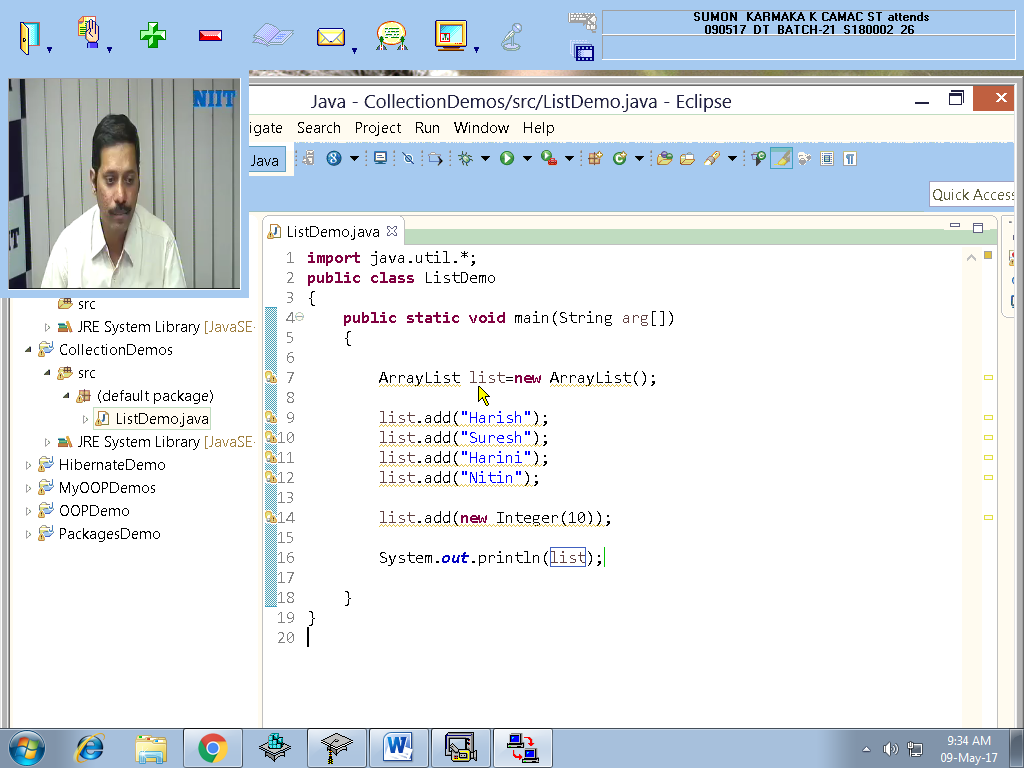 SUMON KARMAKA K CAMAC ST attends
090517 DT BATCH-21 S180002 26
NIIT
IT
Java - CollectionDemos/src/ListDemo.java - Eclipse
igate Search Project Run Window Help
Java
Quick Access
ListDemo.java
1 import java.util.*;
2 public class ListDemo
3 {
4 public static void main(String arg[])
5 {
6
7 ArrayList list=new ArrayList();
8
9 list.add("Harish");
10 list.add("Suresh");
11 list.add("Harini");
12 list.add("Nitin");
13
14 list.add(new Integer(10));
15
16 System.out.println(list);
17
18 }
19 }
20
src
JRE System Library [JavaSE-
CollectionDemos
src
(default package)
ListDemo.java
JRE System Library [JavaSE-
HibernateDemo
MyOOPDemos
OOPDemo
PackagesDemo
9:34 AM
09-May-17